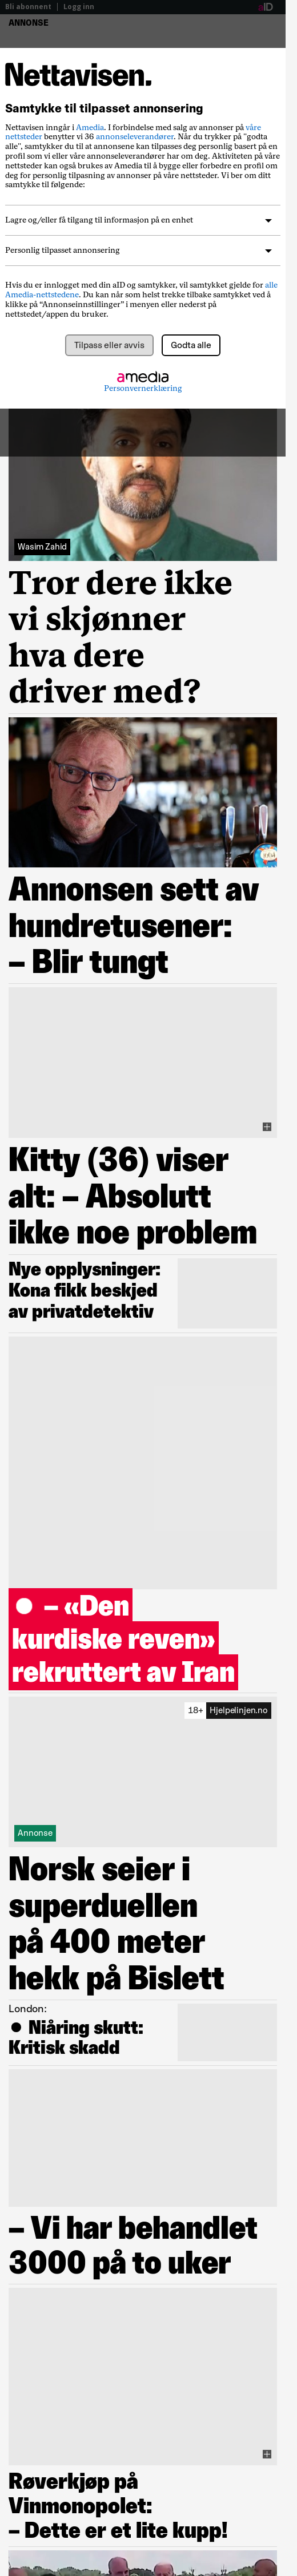 Bli abonnent | Logg inn
aID
ANNONSE
Nettavisen.
Samtykke til tilpasset annonsering
Nettavisen inngår i Amedia. I forbindelse med salg av annonser på våre
nettsteder benytter vi 36 annonseleverandører. Når du trykker på "godta
alle", samtykker du til at annonsene kan tilpasses deg personlig basert på en
profil som vi eller våre annonseleverandører har om deg. Aktiviteten på våre
nettsteder kan også brukes av Amedia til å bygge eller forbedre en profil om
deg for personlig tilpasning av annonser på våre nettsteder. Vi ber om ditt
samtykke til følgende:
Lagre og/eller få tilgang til informasjon på en enhet
Personlig tilpasset annonsering
Hvis du er innlogget med din aID og samtykker, vil samtykket gjelde for alle
Amedia-nettstedene. Du kan når som helst trekke tilbake samtykket ved å
klikke på "Annonseinnstillinger" i menyen eller nederst på
nettstedet/appen du bruker.
Tilpass eller avvis
Godta alle
amedia
Personvernerklæring
Wasim Zahid
Tror dere ikke
vi skjønner
hva dere
driver med?
Annonsen sett av
hundretusener:
– Blir tungt
Kitty (36) viser
alt: – Absolutt
ikke noe problem
Nye opplysninger:
Kona fikk beskjed
av privatdetektiv
● – «Den
kurdiske reven»
rekruttert av Iran
18+ Hjelpelinjen.no
Annonse
Norsk seier i
superduellen
på 400 meter
hekk på Bislett
London:
● Niåring skutt:
Kritisk skadd
– Vi har behandlet
3000 på to uker
Røverkjøp på
Vinmonopolet:
– Dette er et lite kupp!